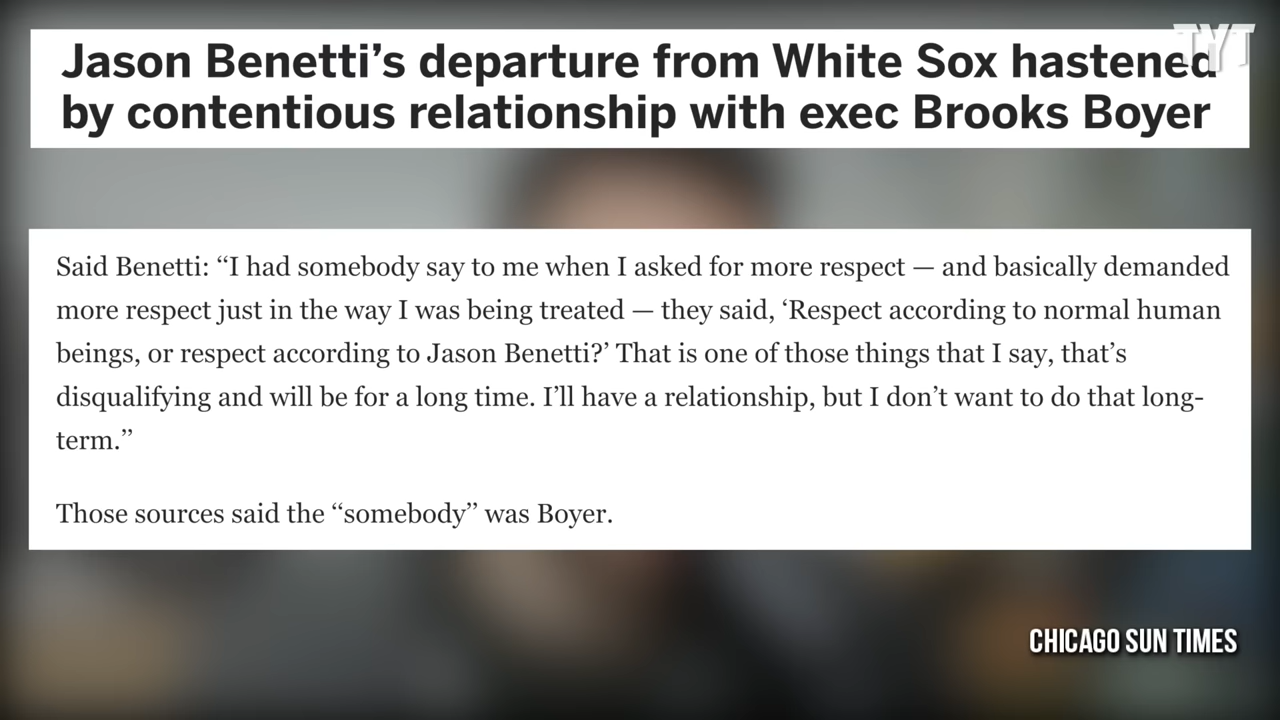 TYT
Jason Benetti’s departure from White Sox hastened
by contentious relationship with exec Brooks Boyer
Said Benetti: “I had somebody say to me when I asked for more respect — and basically demanded
more respect just in the way I was being treated — they said, ‘Respect according to normal human
beings, or respect according to Jason Benetti?’ That is one of those things that I say, that’s
disqualifying and will be for a long time. I’ll have a relationship, but I don’t want to do that long-
term.”
Those sources said the “somebody” was Boyer.
CHICAGO SUN TIMES